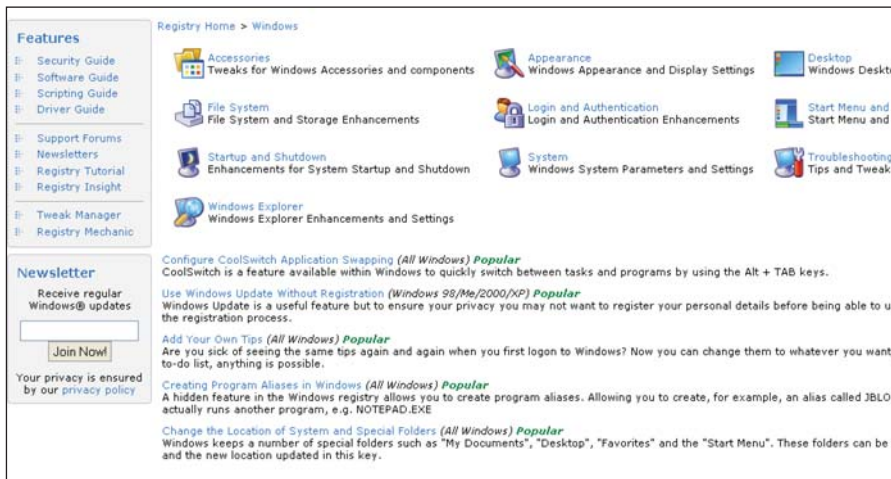 Features
Security Guide
Software Guide
Scripting Guide
Driver Guide
Support Forums
Newsletters
Registry Tutorial
Registry Insight
Tweak Manager
Registry Mechanic
Newsletter
Receive regular
Windows® updates
Join Now!
Your privacy is ensured
by our privacy policy
Registry Home > Windows
Accessories
Tweaks for Windows Accessories and components
Appearance
Windows Appearance and Display Settings
Desktop
Windows Deskt
File System
File System and Storage Enhancements
Login and Authentication
Login and Authentication Enhancements
Start Menu and
Start Menu and
Startup and Shutdown
Enhancements for System Startup and Shutdown
System
Windows System Parameters and Settings
Troubleshooting
Tips and Tweak
Windows Explorer
Windows Explorer Enhancements and Settings
Configure CoolSwitch Application Swapping (All Windows) Popular
CoolSwitch is a feature available within Windows to quickly switch between tasks and programs by using the Alt + TAB keys.
Use Windows Update Without Registration (Windows 98/Me/2000/XP) Popular
Windows Update is a useful feature but to ensure your privacy you may not want to register your personal details before being able to u
the registration process.
Add Your Own Tips (All Windows) Popular
Are you sick of seeing the same tips again and again when you first logon to Windows? Now you can change them to whatever you want
to-do list, anything is possible.
Creating Program Aliases in Windows (All Windows) Popular
A hidden feature in the Windows registry allows you to create program aliases. Allowing you to create, for example, an alias called JBLO
actually runs another program, e.g. NOTEPAD.EXE
Change the Location of System and Special Folders (All Windows) Popular
Windows keeps a number of special folders such as "My Documents", "Desktop", "Favorites" and the "Start Menu". These folders can be
and the new location updated in this key.